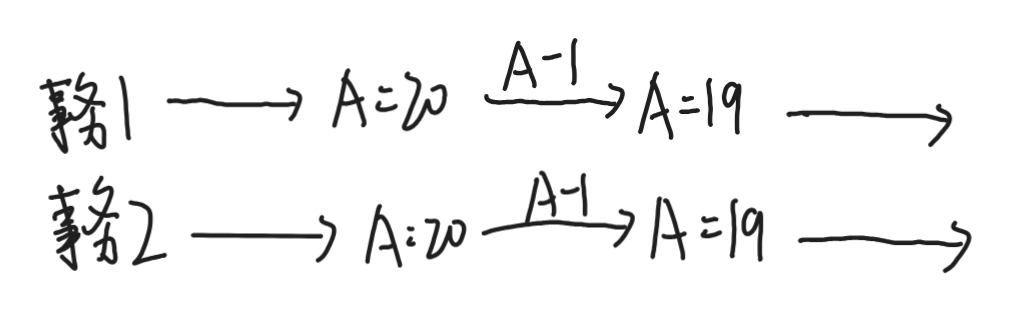 事务1 → A=20 A-1 → A=19 →
事务2 → A=20 A-1 → A=19 →